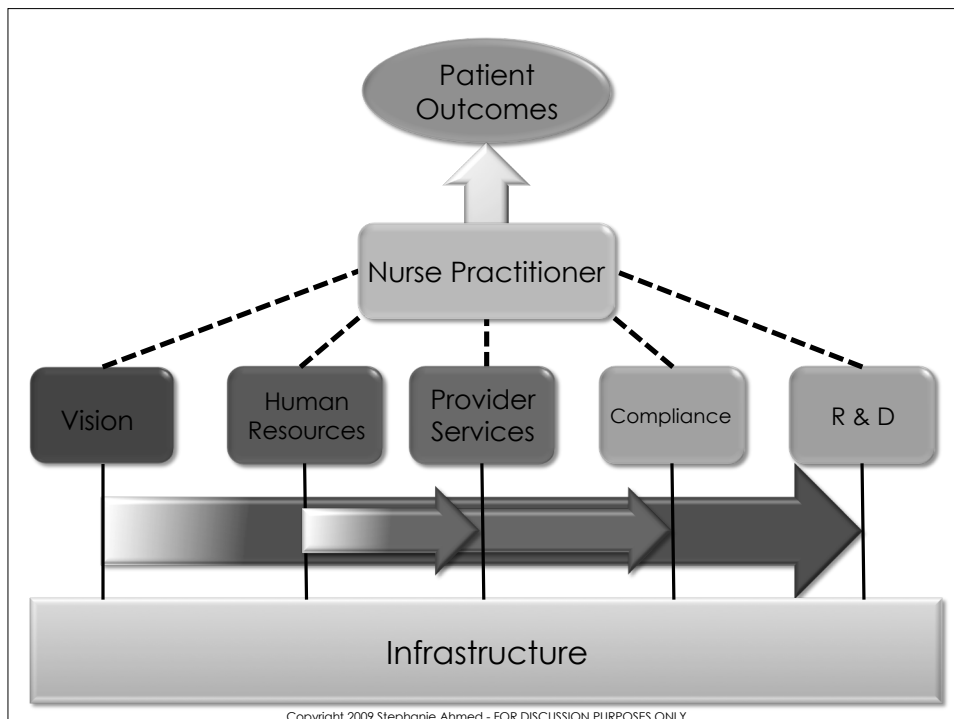 Patient
Outcomes
Nurse Practitioner
Vision
Human
Resources
Provider
Services
Compliance
R & D
Infrastructure
Copyright 2009 Stephanie Ahmed - FOR DISCUSSION PURPOSES ONLY